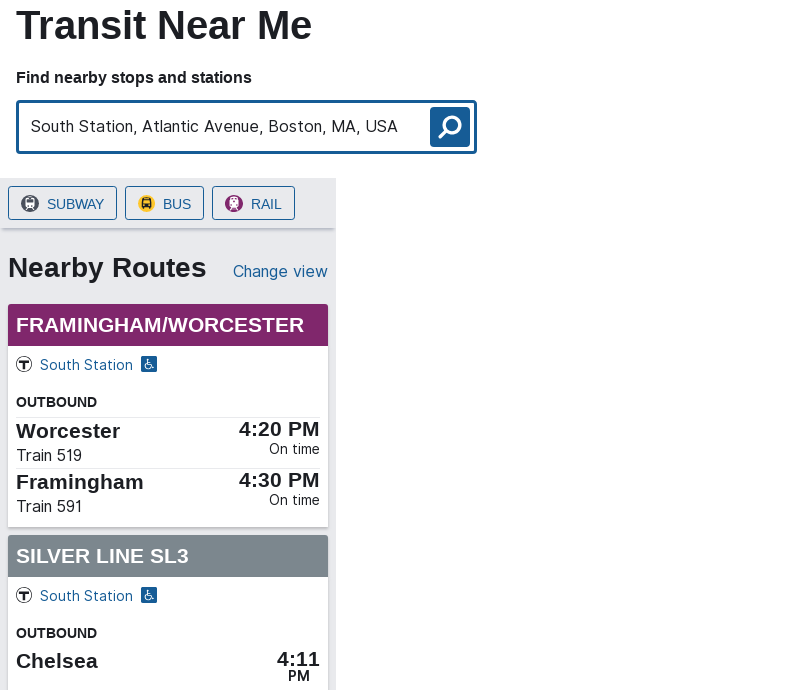 Transit Near Me
Find nearby stops and stations
South Station, Atlantic Avenue, Boston, MA, USA
SUBWAY BUS RAIL
Nearby Routes Change view
FRAMINGHAM/WORCESTER
T South Station
OUTBOUND
Worcester 4:20 PM
Train 519 On time
Framingham 4:30 PM
Train 591 On time
SILVER LINE SL3
T South Station
OUTBOUND
Chelsea 4:11
PM